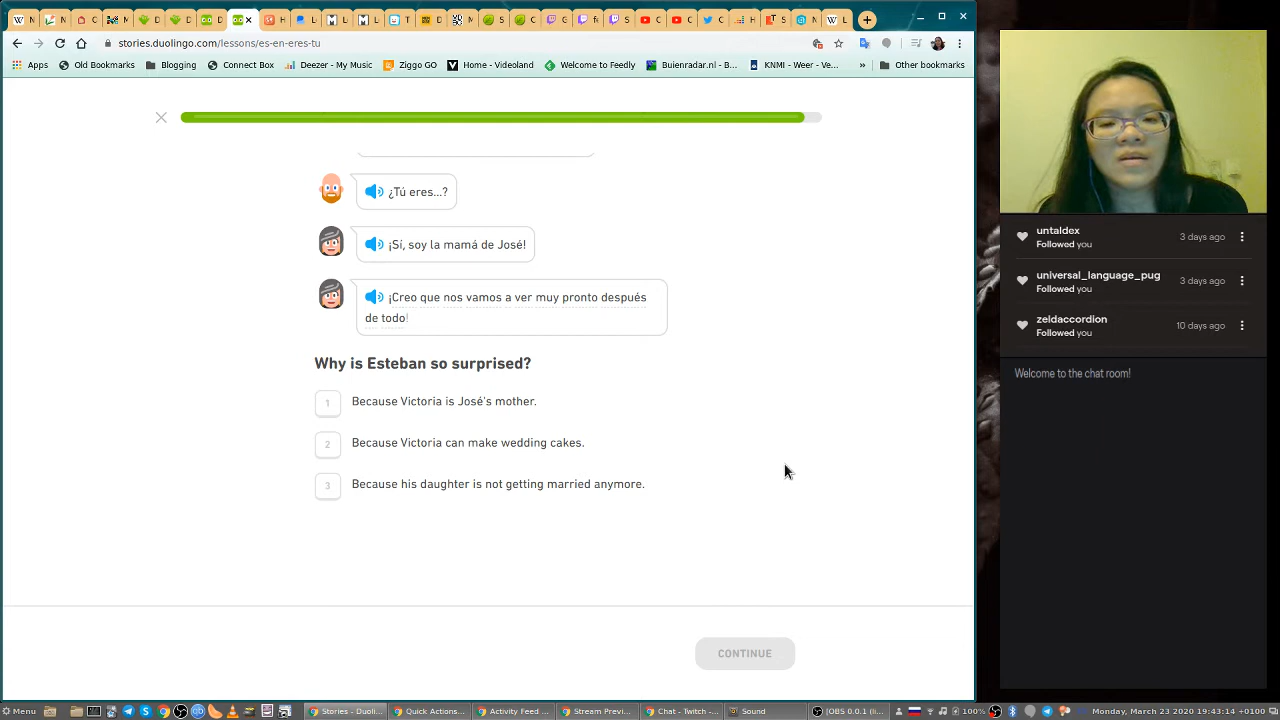 stories.duolingo.com/lessons/es-en-eres-tu
Apps
Old Bookmarks
Blogging
Connect Box
Deezer - My Music
Ziggo GO
Home - Videoland
Welcome to Feedly
Buienradar.nl - B...
KNMI - Weer - Ve...
»
Other bookmarks
¿Tú eres...?
¡Sí, soy la mamá de José!
¡Creo que nos vamos a ver muy pronto después
de todo!
Why is Esteban so surprised?
1 Because Victoria is José's mother.
2 Because Victoria can make wedding cakes.
3 Because his daughter is not getting married anymore.
CONTINUE
untaldex
Followed you
3 days ago
universal_language_pug
Followed you
3 days ago
zeldaccordion
Followed you
10 days ago
Welcome to the chat room!
Menu
Stories - Duoli...
Quick Actions...
Activity Feed ...
Stream Previ...
Chat - Twitch -...
Sound
[OBS 0.0.1 (li...
100%
Monday, March 23 2020 19:43:14 +0100